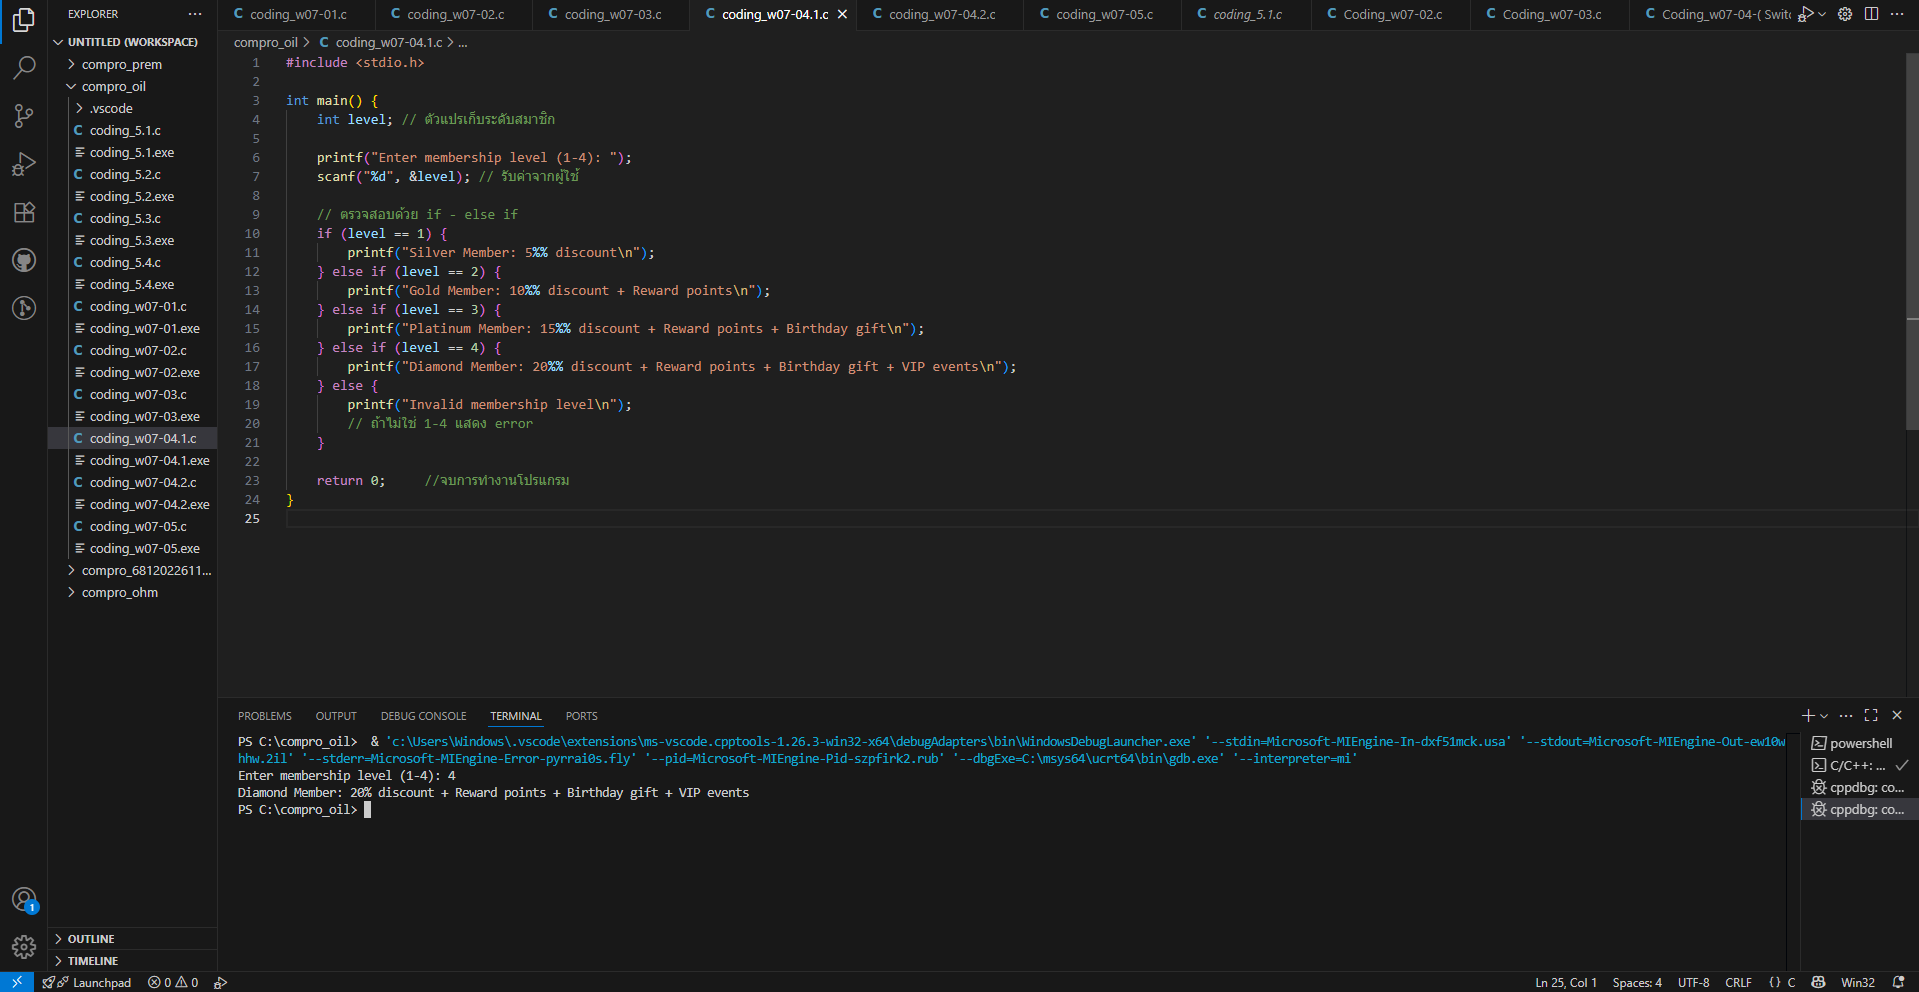 EXPLORER
UNTITLED (WORKSPACE)
compro_prem
compro_oil
.vscode
C coding_5.1.c
coding_5.1.exe
C coding_5.2.c
coding_5.2.exe
C coding_5.3.c
coding_5.3.exe
C coding_5.4.c
coding_5.4.exe
C coding_w07-01.c
coding_w07-01.exe
C coding_w07-02.c
coding_w07-02.exe
C coding_w07-03.c
coding_w07-03.exe
C coding_w07-04.1.c
coding_w07-04.1.exe
C coding_w07-04.2.c
coding_w07-04.2.exe
C coding_w07-05.c
coding_w07-05.exe
compro_6812022611...
compro_ohm
OUTLINE
TIMELINE
C coding_w07-01.c C coding_w07-02.c C coding_w07-03.c C coding_w07-04.1.c C coding_w07-04.2.c C coding_w07-05.c C coding_5.1.c C Coding_w07-02.c C Coding_w07-03.c C Coding_w07-04-( Switc
compro_oil > C coding_w07-04.1.c > ...
1 #include <stdio.h>
2
3 int main() {
4 int level; // ตัวแปรเก็บระดับสมาชิก
5
6 printf("Enter membership level (1-4): ");
7 scanf("%d", &level); // รับค่าจากผู้ใช้
8
9 // ตรวจสอบด้วย if - else if
10 if (level == 1) {
11 printf("Silver Member: 5%% discount\n");
12 } else if (level == 2) {
13 printf("Gold Member: 10%% discount + Reward points\n");
14 } else if (level == 3) {
15 printf("Platinum Member: 15%% discount + Reward points + Birthday gift\n");
16 } else if (level == 4) {
17 printf("Diamond Member: 20%% discount + Reward points + Birthday gift + VIP events\n");
18 } else {
19 printf("Invalid membership level\n");
20 // ถ้าไม่ใช่ 1-4 แสดง error
21 }
22
23 return 0; //จบการทำงานโปรแกรม
24 }
25
PROBLEMS OUTPUT DEBUG CONSOLE TERMINAL PORTS
PS C:\compro_oil> & 'c:\Users\Windows\.vscode\extensions\ms-vscode.cpptools-1.26.3-win32-x64\debugAdapters\bin\WindowsDebugLauncher.exe' '--stdin=Microsoft-MIEngine-In-dxf51mck.usa' '--stdout=Microsoft-MIEngine-Out-ew10w
hhw.2il' '--stderr=Microsoft-MIEngine-Error-pyrrai0s.fly' '--pid=Microsoft-MIEngine-Pid-szpfirk2.rub' '--dbgExe=C:\msys64\ucrt64\bin\gdb.exe' '--interpreter=mi'
Enter membership level (1-4): 4
Diamond Member: 20% discount + Reward points + Birthday gift + VIP events
PS C:\compro_oil>
powershell
C/C++: ...
cppdbg: co...
cppdbg: co...
1
Launchpad 0 0 Ln 25, Col 1 Spaces: 4 UTF-8 CRLF {} C Win32